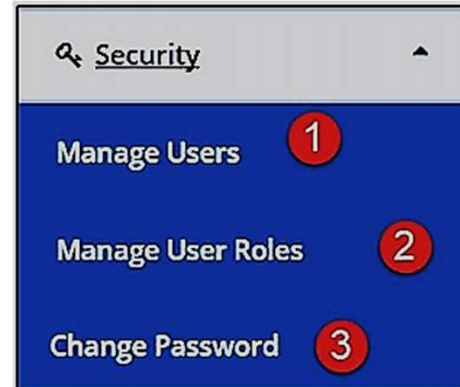 Security
Manage Users 1
Manage User Roles 2
Change Password 3